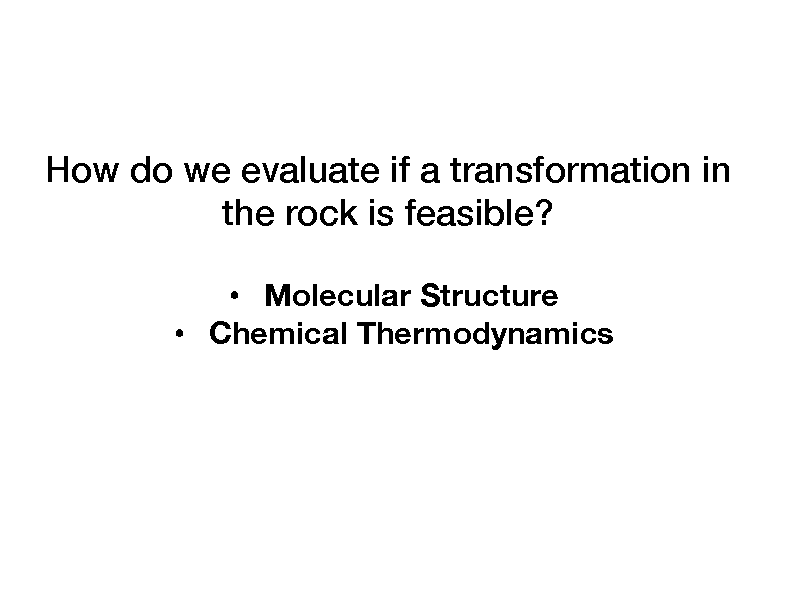 How do we evaluate if a transformation in
the rock is feasible?
• Molecular Structure
• Chemical Thermodynamics